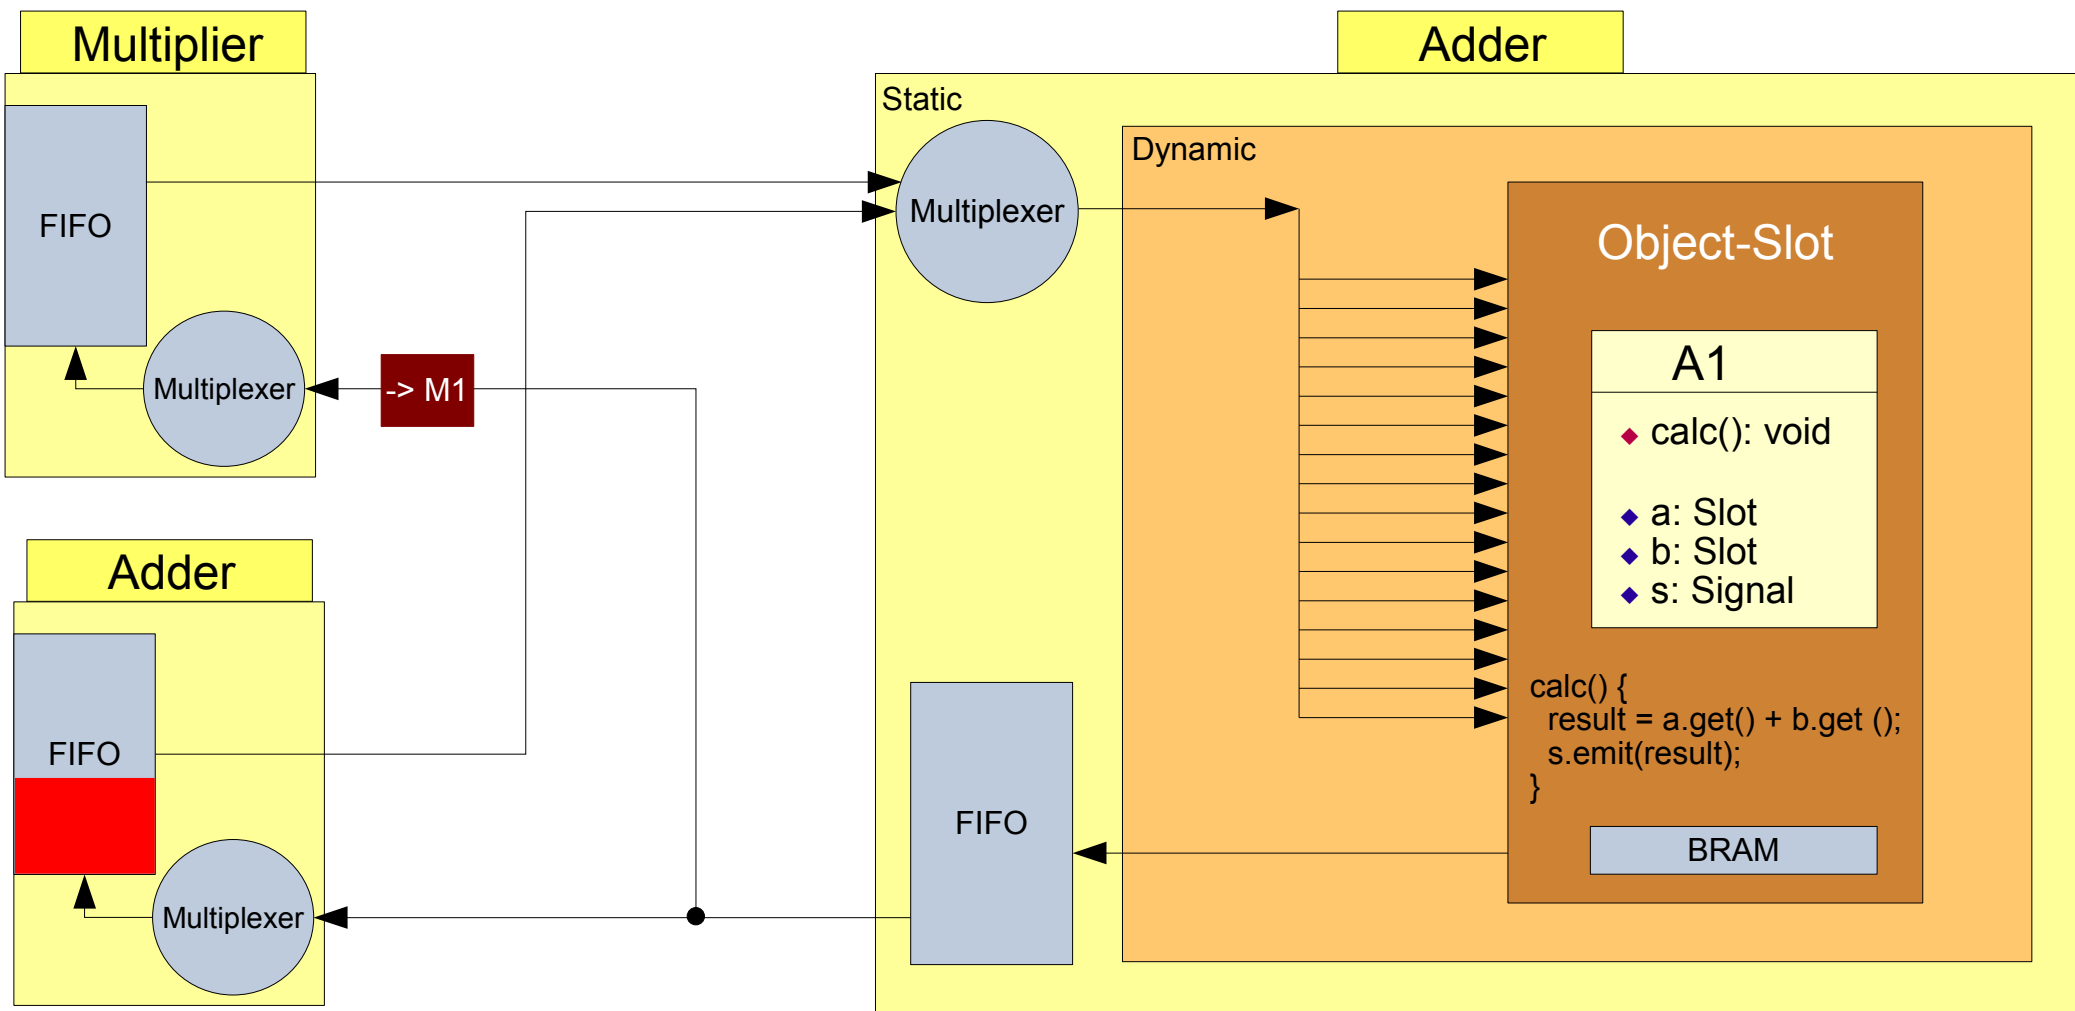 Multiplier
FIFO
Multiplexer
-> M1
Adder
FIFO
Multiplexer
Adder
Static
Multiplexer
Dynamic
Object-Slot
A1
calc(): void
a: Slot
b: Slot
s: Signal
calc() {
result = a.get() + b.get ();
s.emit(result);
}
BRAM
FIFO